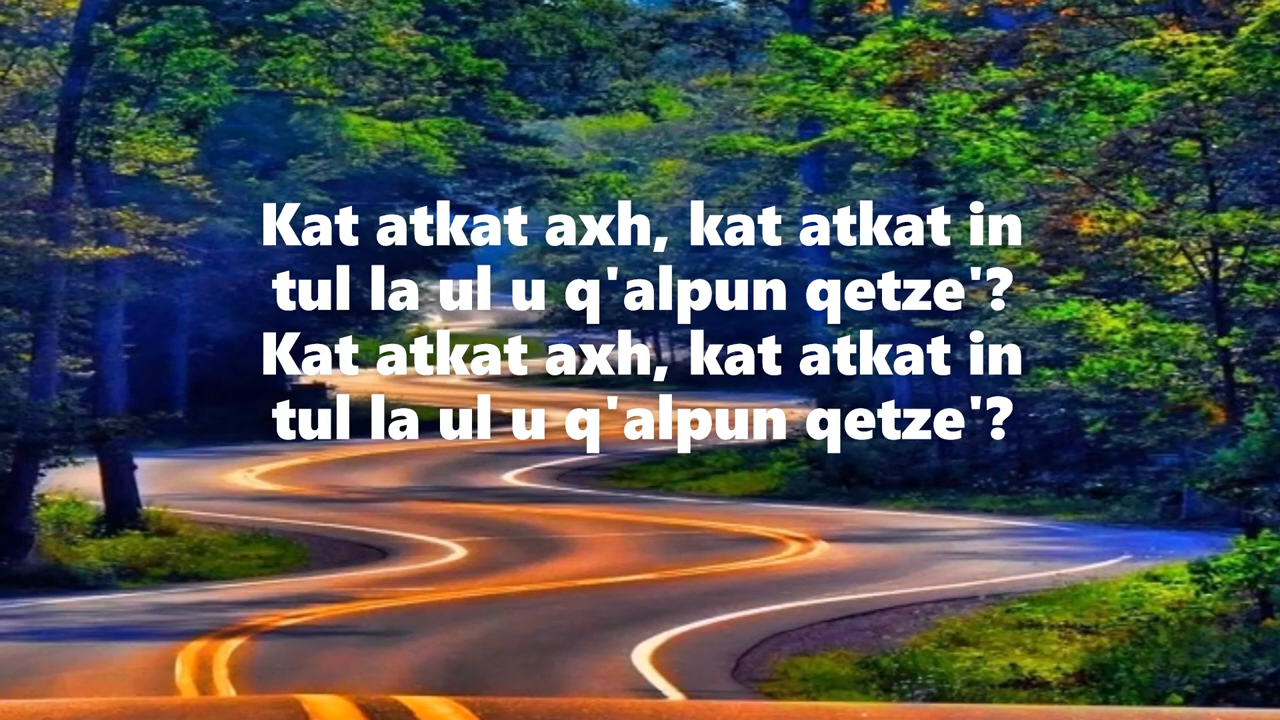 Kat atkat axh, kat atkat in
tul la ul u q'alpun qetze'?
Kat atkat axh, kat atkat in
tul la ul u q'alpun qetze'?